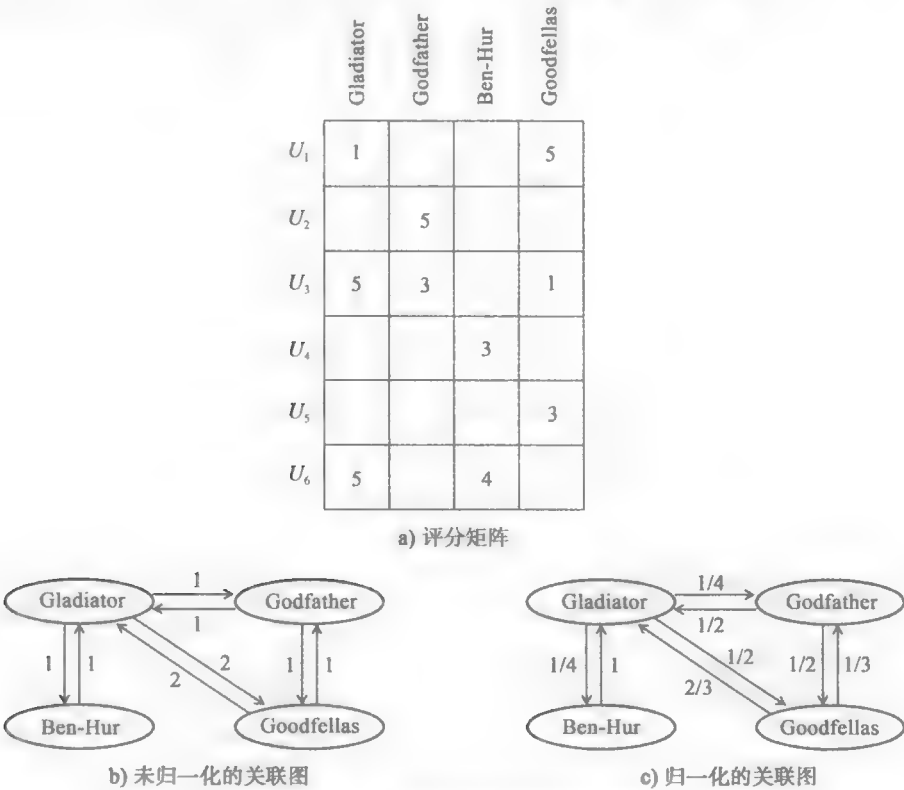 Gladiator Godfather Ben-Hur Goodfellas
U1 1 5
U2 5
U3 5 3 1
U4 3
U5 3
U6 5 4
a) 评分矩阵
Gladiator 1 1 Godfather
1 1 2 2 1 1
Ben-Hur Goodfellas
b) 未归一化的关联图
Gladiator 1/4 1/2 Godfather
1/4 1 1/2 2/3 1/2 1/3
Ben-Hur Goodfellas
c) 归一化的关联图